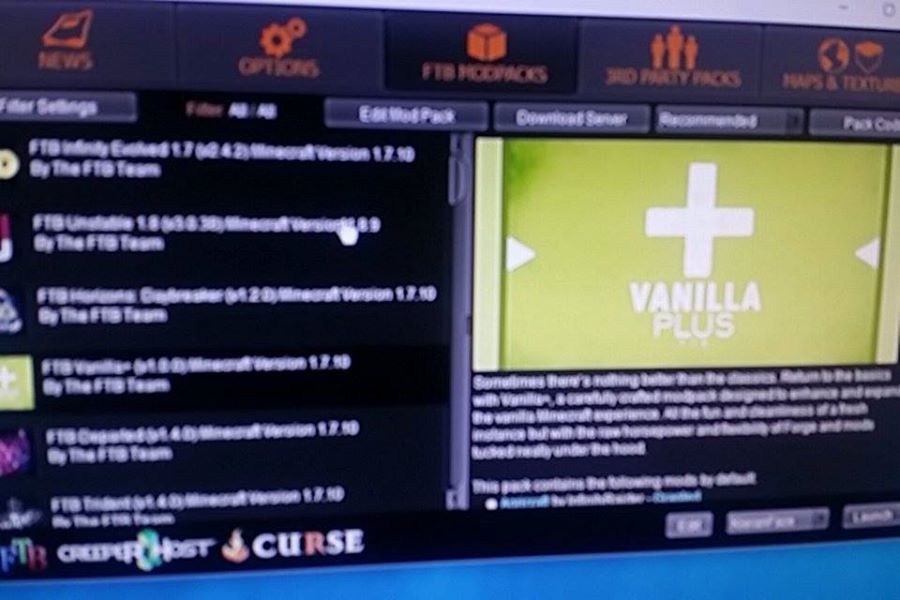 NEWS
OPTIONS
FTB MODPACKS
3RD PARTY PACKS
MAPS & TEXTURE
Filter Settings
Filter: All / All
Edit Mod Pack
Download Server
Recommended
Pack Code
FTB Infinity Evolved 1.7 (v2.4.2) Minecraft Version 1.7.10
By The FTB Team
FTB Unstable 1.8 Minecraft Version 1.8.9
By The FTB Team
FTB Horizons: Daybreaker (v1.2.0) Minecraft Version 1.7.10
By The FTB Team
FTB Vanilla+ (v1.0.0) Minecraft Version 1.7.10
By The FTB Team
FTB Departed (v1.4.0) Minecraft Version 1.7.10
By The FTB Team
FTB Trident (v1.4.0) Minecraft Version 1.7.10
By The FTB Team
VANILLA
PLUS
Sometimes there's nothing better than the classics. Return to the basics
with Vanilla+, a carefully crafted modpack designed to enhance and expand
the vanilla Minecraft experience. All the fun and cleanliness of a fresh
instance but with the raw horsepower and flexibility of Forge and mods
tucked neatly under the hood.
This pack contains the following mods by default
FTB
CREEPERHOST
CURSE
Edit
Launch